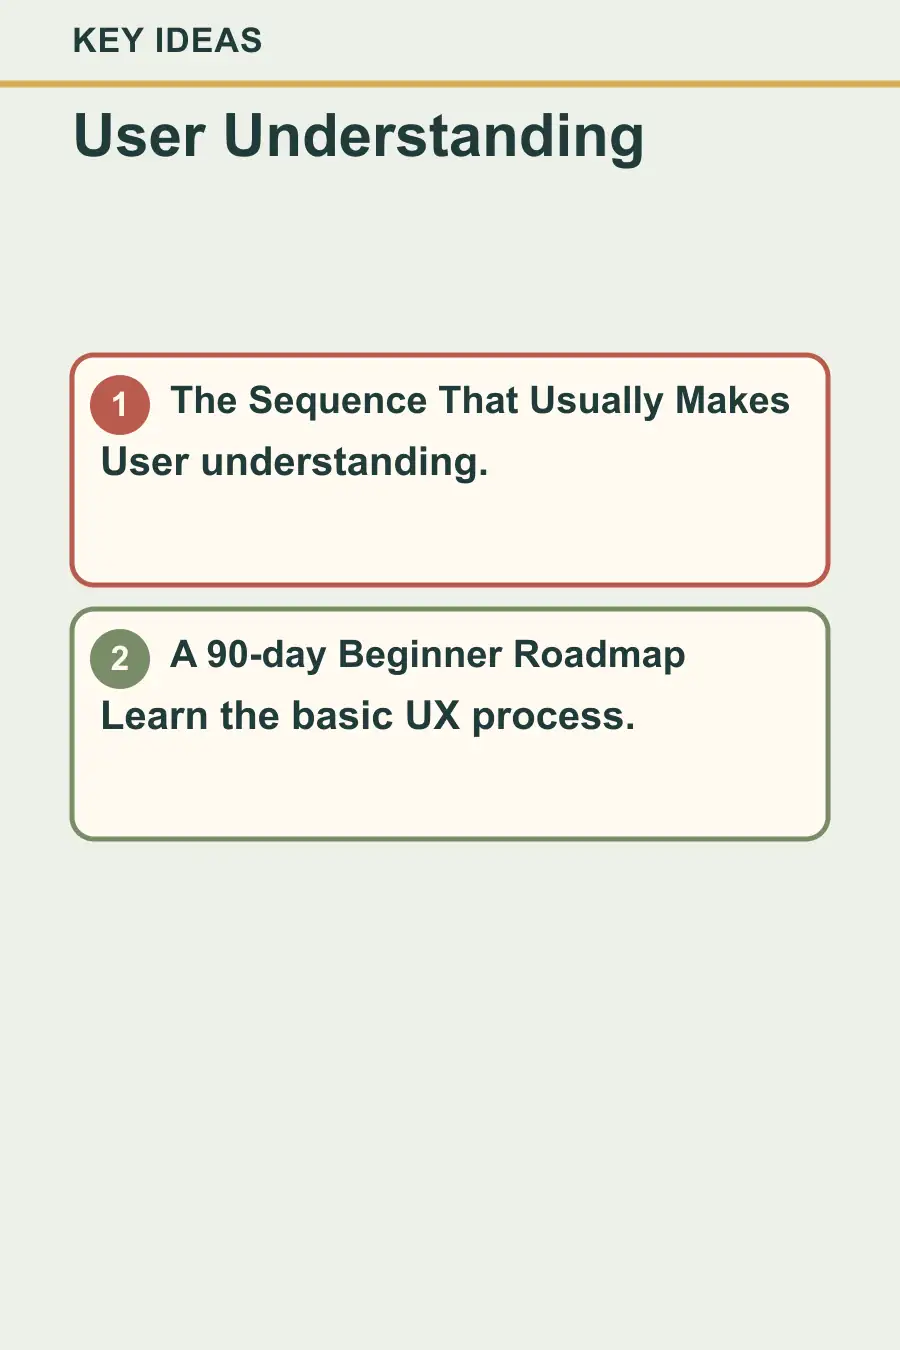 KEY IDEAS
User Understanding
1 The Sequence That Usually Makes
User understanding.
2 A 90-day Beginner Roadmap
Learn the basic UX process.